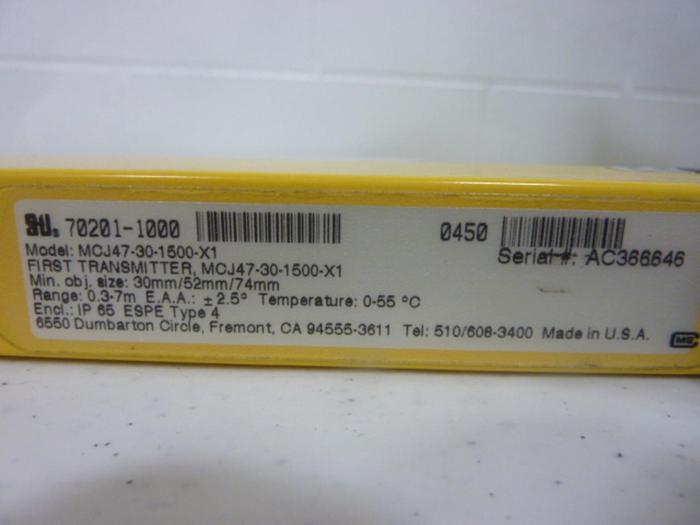 70201-1000 0450
Model: MCJ47-30-1500-X1 Serial #: AC366646
FIRST TRANSMITTER, MCJ47-30-1500-X1
Min. obj. size: 30mm/52mm/74mm
Range: 0.3-7m E.A.A.: ± 2.5° Temperature: 0-55 ºC
Encl.: IP 65 ESPE Type 4
6550 Dumbarton Circle, Fremont, CA 94555-3611 Tel: 510/608-3400 Made in U.S.A.